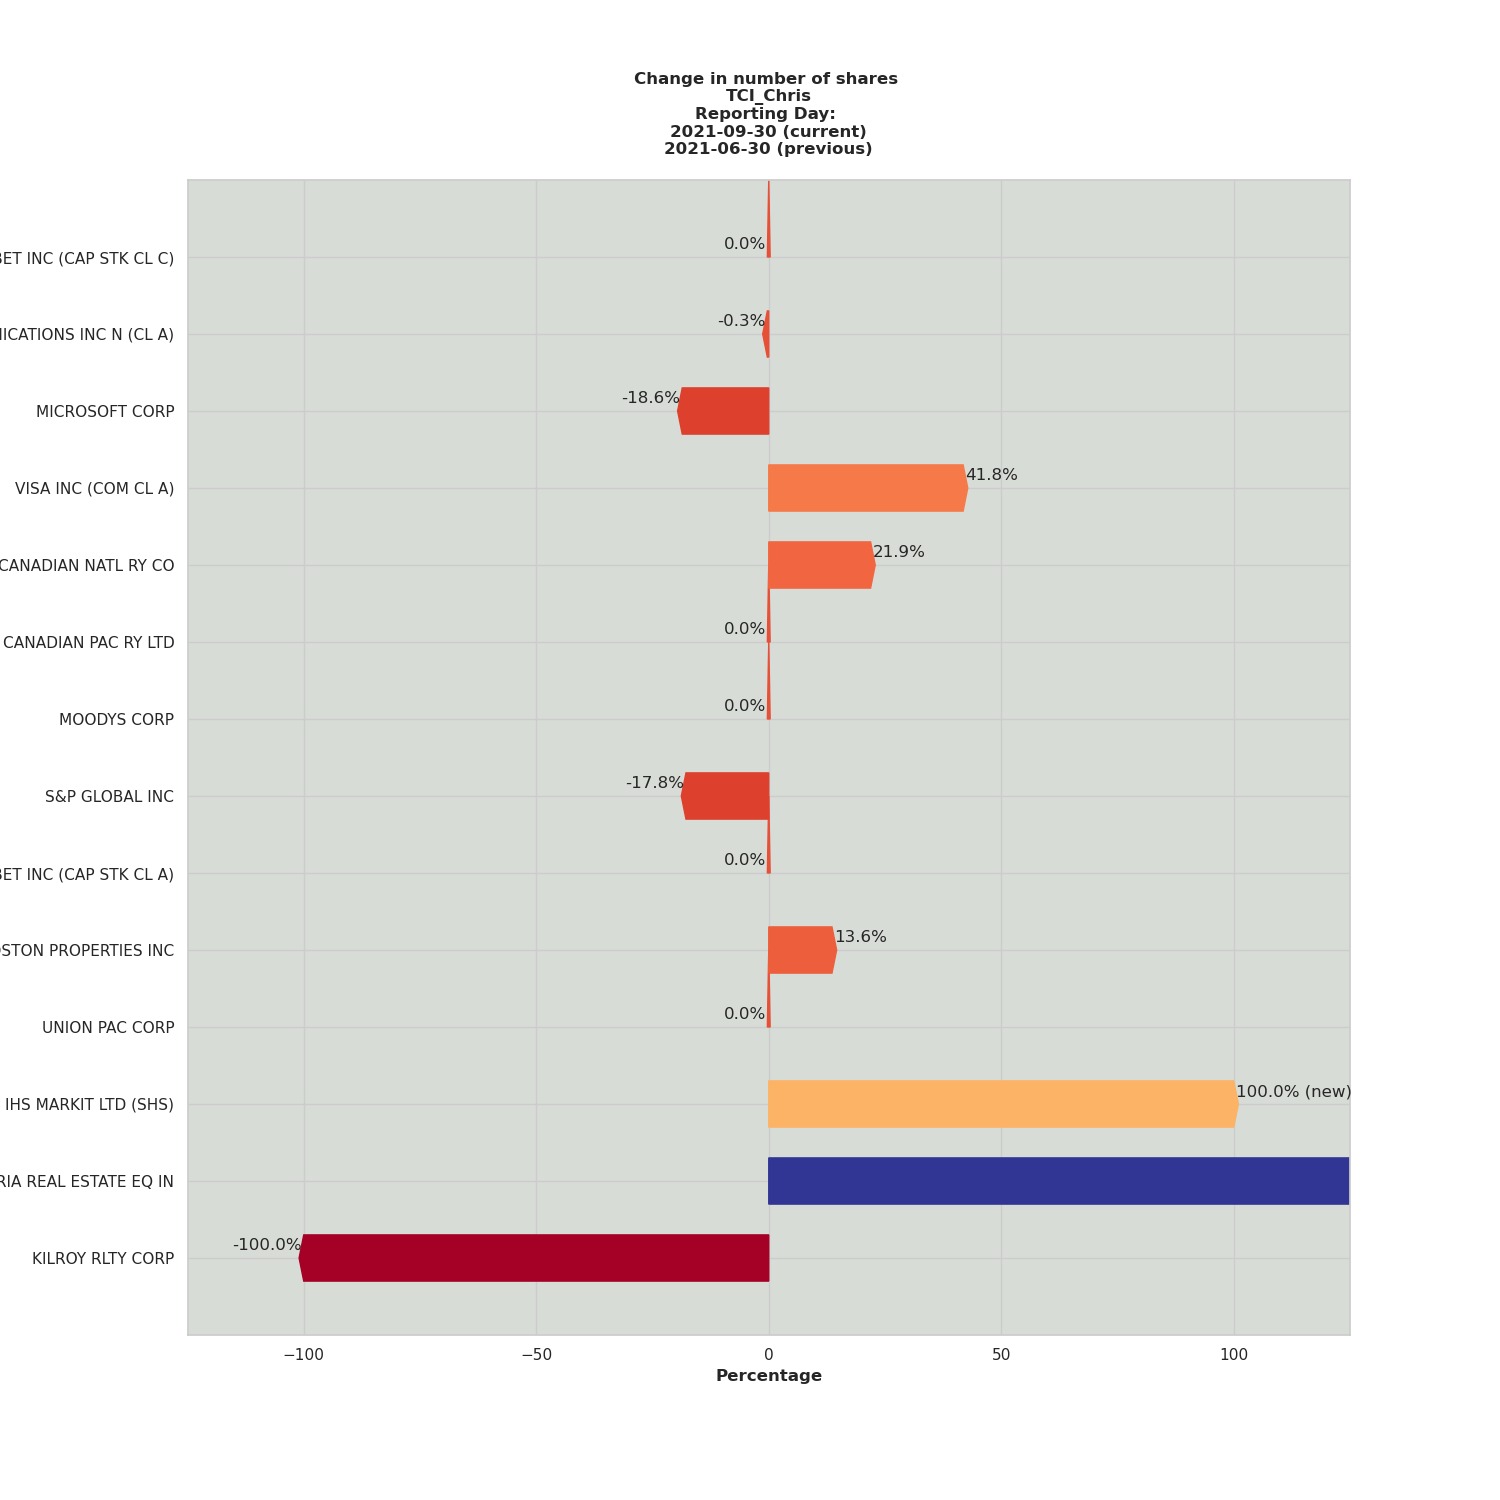 Change in number of shares
TCI_Chris
Reporting Day:
2021-09-30 (current)
2021-06-30 (previous)
BET INC (CAP STK CL C)
0.0%
NICATIONS INC N (CL A)
-0.3%
MICROSOFT CORP
-18.6%
VISA INC (COM CL A)
41.8%
CANADIAN NATL RY CO
21.9%
CANADIAN PAC RY LTD
0.0%
MOODYS CORP
0.0%
S&P GLOBAL INC
-17.8%
BET INC (CAP STK CL A)
0.0%
OSTON PROPERTIES INC
13.6%
UNION PAC CORP
0.0%
IHS MARKIT LTD (SHS)
100.0% (new)
RIA REAL ESTATE EQ IN
KILROY RLTY CORP
-100.0%
−100 −50 0 50 100
Percentage